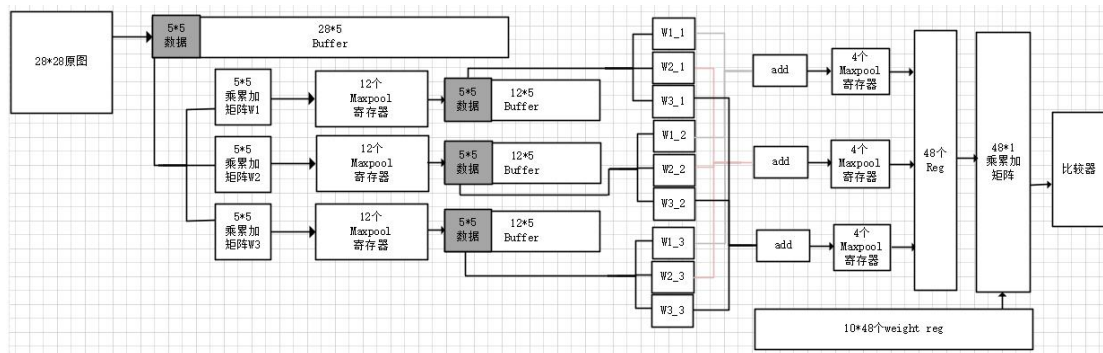 28*28原图
5*5
数据
28*5
Buffer
5*5
乘累加
矩阵W1
12个
Maxpool
寄存器
5*5
数据
12*5
Buffer
5*5
乘累加
矩阵W2
12个
Maxpool
寄存器
5*5
数据
12*5
Buffer
5*5
乘累加
矩阵W3
12个
Maxpool
寄存器
5*5
数据
12*5
Buffer
W1_1
W2_1
W3_1
W1_2
W2_2
W3_2
W1_3
W2_3
W3_3
add
4个
Maxpool
寄存器
add
4个
Maxpool
寄存器
add
4个
Maxpool
寄存器
48个
Reg
48*1
乘累加
矩阵
比较器
10*48个weight reg